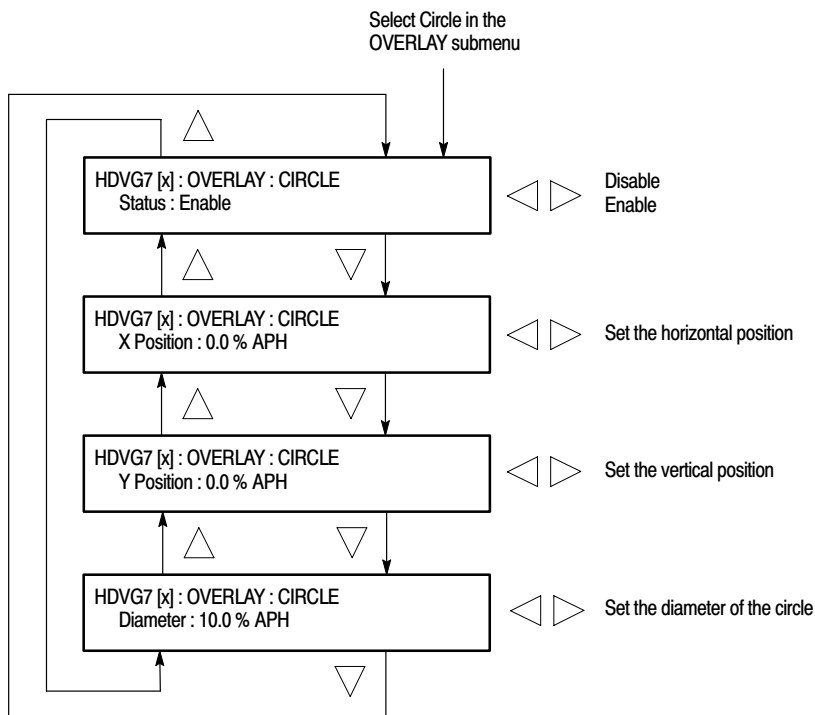 Select Circle in the
OVERLAY submenu
HDVG7 [x] : OVERLAY : CIRCLE
Status : Enable
Disable
Enable
HDVG7 [x] : OVERLAY : CIRCLE
X Position : 0.0 % APH
Set the horizontal position
HDVG7 [x] : OVERLAY : CIRCLE
Y Position : 0.0 % APH
Set the vertical position
HDVG7 [x] : OVERLAY : CIRCLE
Diameter : 10.0 % APH
Set the diameter of the circle